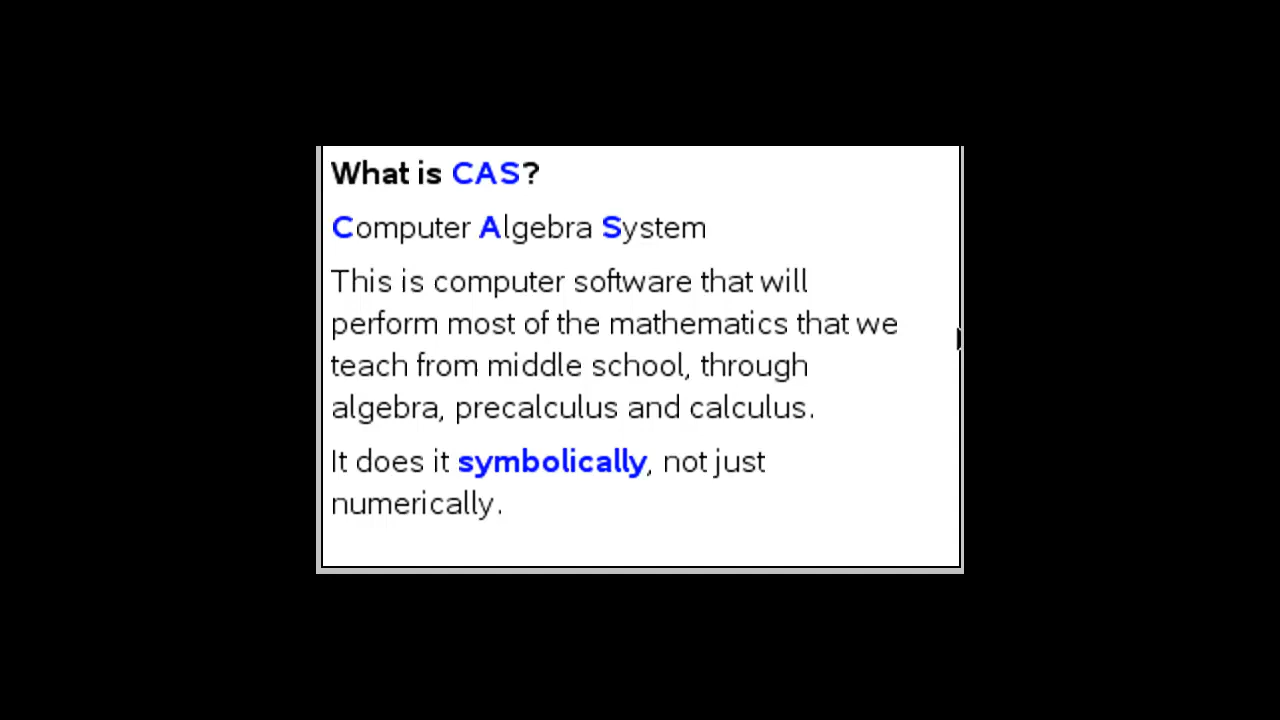 What is CAS?
Computer Algebra System
This is computer software that will
perform most of the mathematics that we
teach from middle school, through
algebra, precalculus and calculus.
It does it symbolically, not just
numerically.